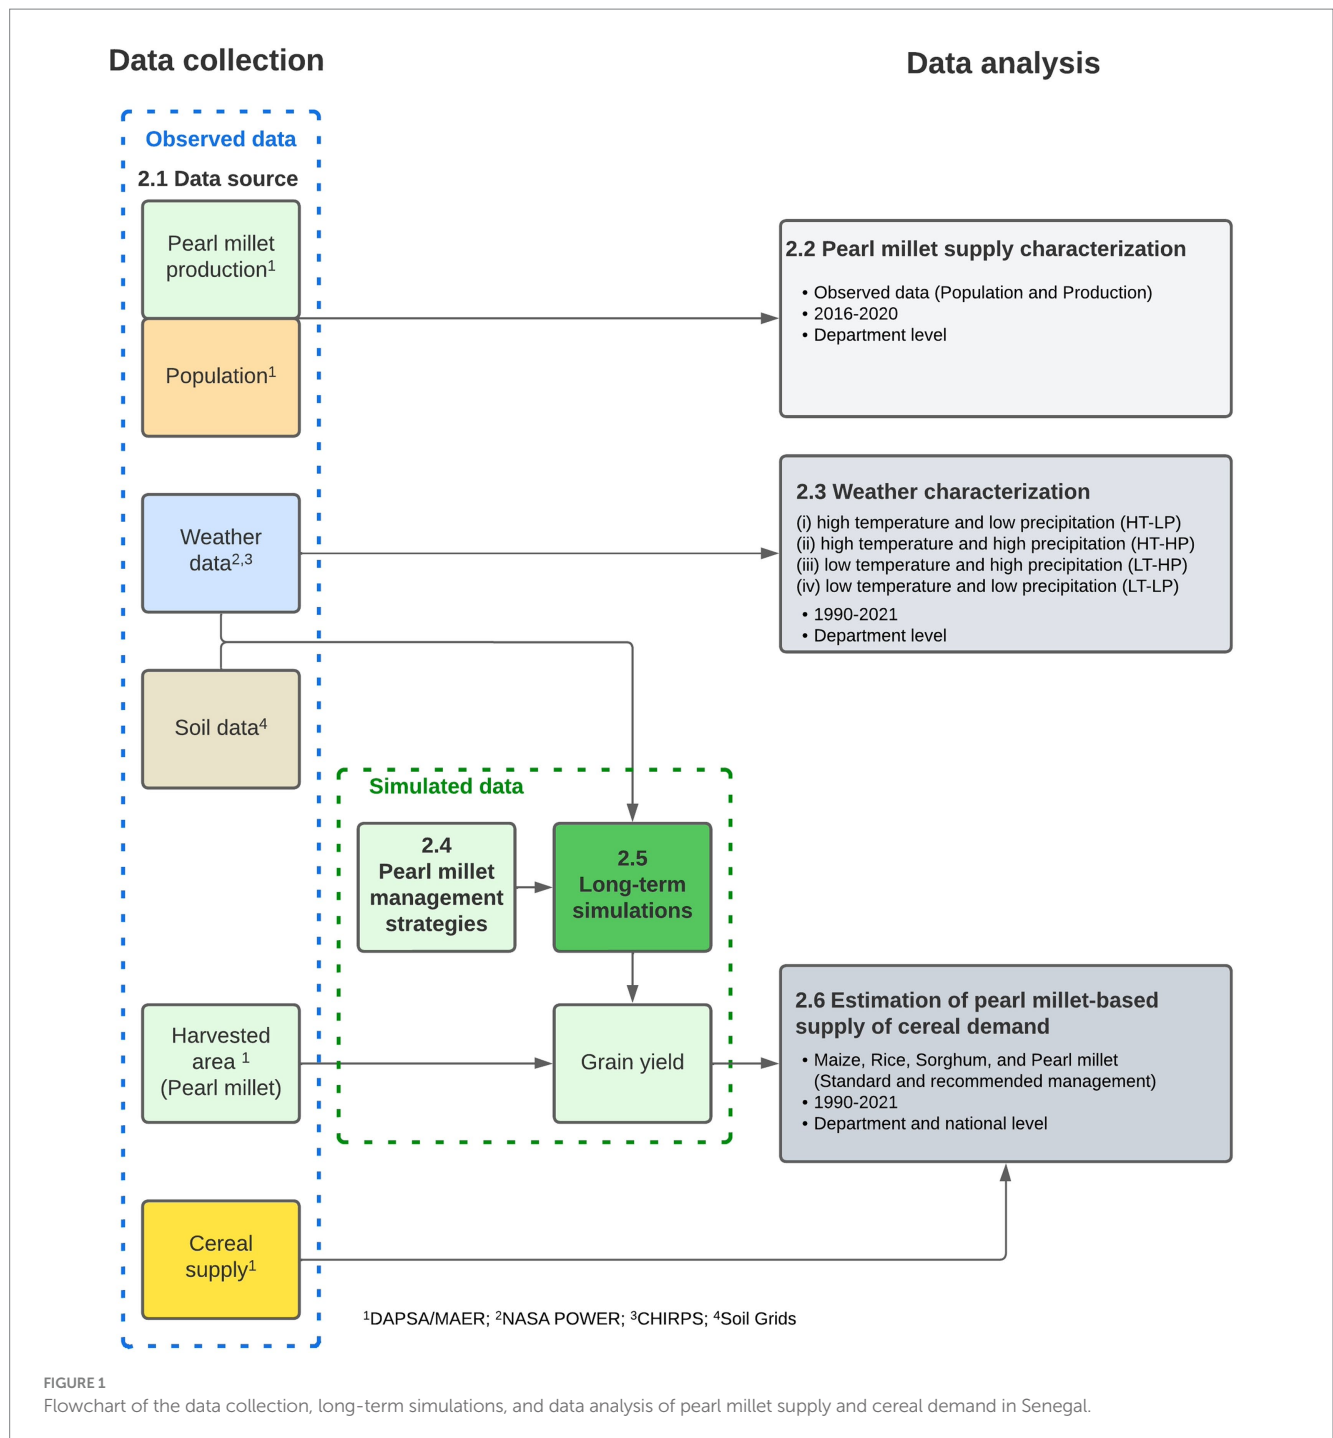 Data collection
Data analysis
Observed data
2.1 Data source
Pearl millet
production¹
Population¹
2.2 Pearl millet supply characterization
• Observed data (Population and Production)
• 2016-2020
• Department level
Weather
data²,³
2.3 Weather characterization
(i) high temperature and low precipitation (HT-LP)
(ii) high temperature and high precipitation (HT-HP)
(iii) low temperature and high precipitation (LT-HP)
(iv) low temperature and low precipitation (LT-LP)
• 1990-2021
• Department level
Soil data⁴
Simulated data
2.4
Pearl millet
management
strategies
2.5
Long-term
simulations
Harvested
area ¹
(Pearl millet)
Grain yield
2.6 Estimation of pearl millet-based
supply of cereal demand
• Maize, Rice, Sorghum, and Pearl millet
(Standard and recommended management)
• 1990-2021
• Department and national level
Cereal
supply¹
¹DAPSA/MAER; ²NASA POWER; ³CHIRPS; ⁴Soil Grids
FIGURE 1
Flowchart of the data collection, long-term simulations, and data analysis of pearl millet supply and cereal demand in Senegal.